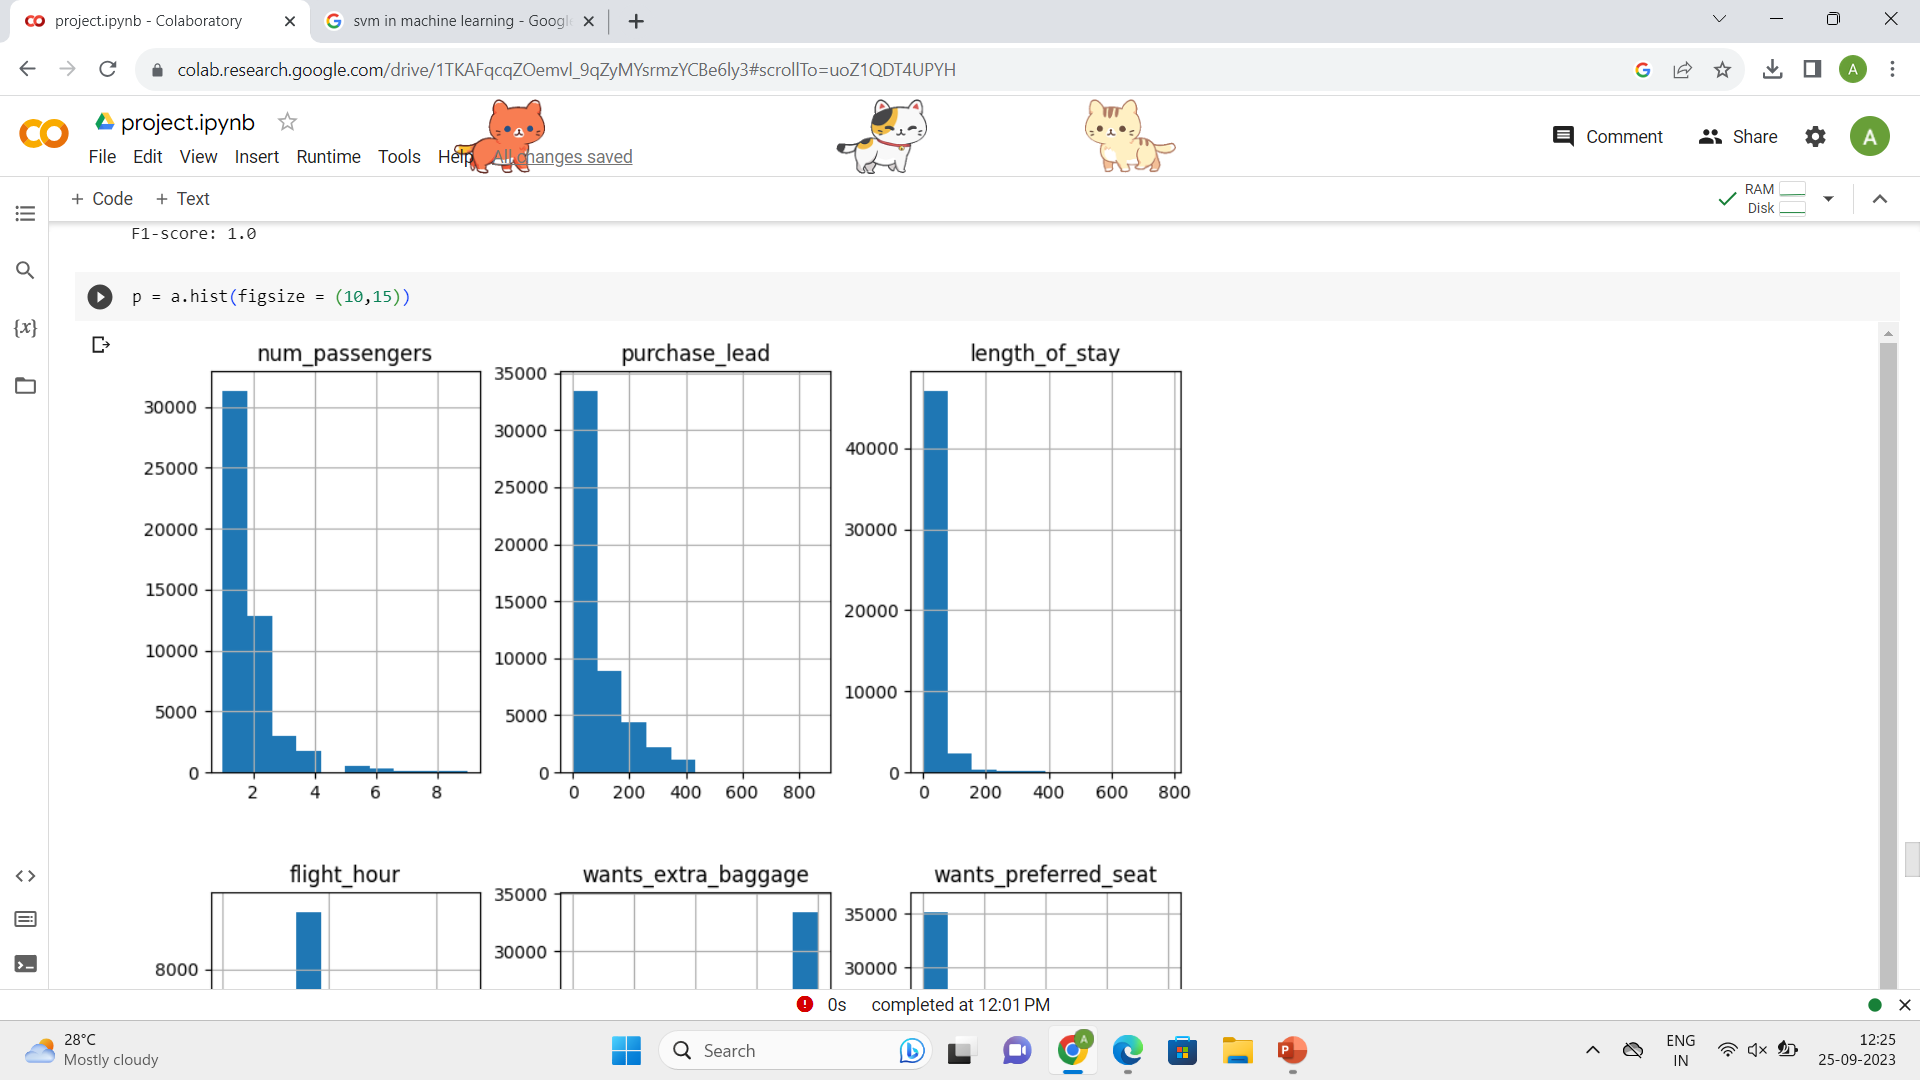 project.ipynb - Colaboratory
svm in machine learning - Googl
colab.research.google.com/drive/1TKAFqcqZOemvl_9qZyMYsrmzYCBe6ly3#scrollTo=uoZ1QDT4UPYH
A
project.ipynb
Comment
Share
A
File Edit View Insert Runtime Tools Help All changes saved
+ Code + Text
RAM
Disk
F1-score: 1.0
{x}
p = a.hist(figsize = (10,15))
num_passengers
30000
25000
20000
15000
10000
5000
0
2 4 6 8
purchase_lead
35000
30000
25000
20000
15000
10000
5000
0
0 200 400 600 800
length_of_stay
40000
30000
20000
10000
0
0 200 400 600 800
flight_hour
8000
wants_extra_baggage
35000
30000
wants_preferred_seat
35000
30000
0s completed at 12:01 PM
28°C
Mostly cloudy
Search
A
P
ENG
IN
12:25
25-09-2023